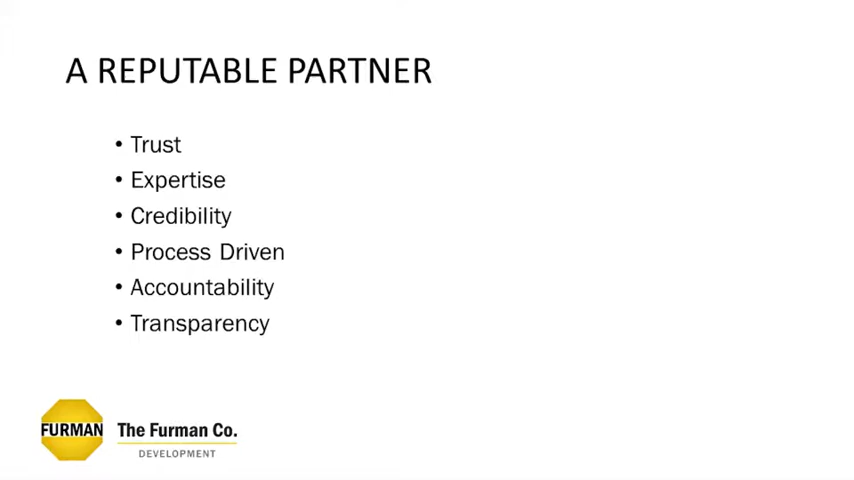 A REPUTABLE PARTNER
• Trust
• Expertise
• Credibility
• Process Driven
• Accountability
• Transparency
FURMAN
The Furman Co.
DEVELOPMENT